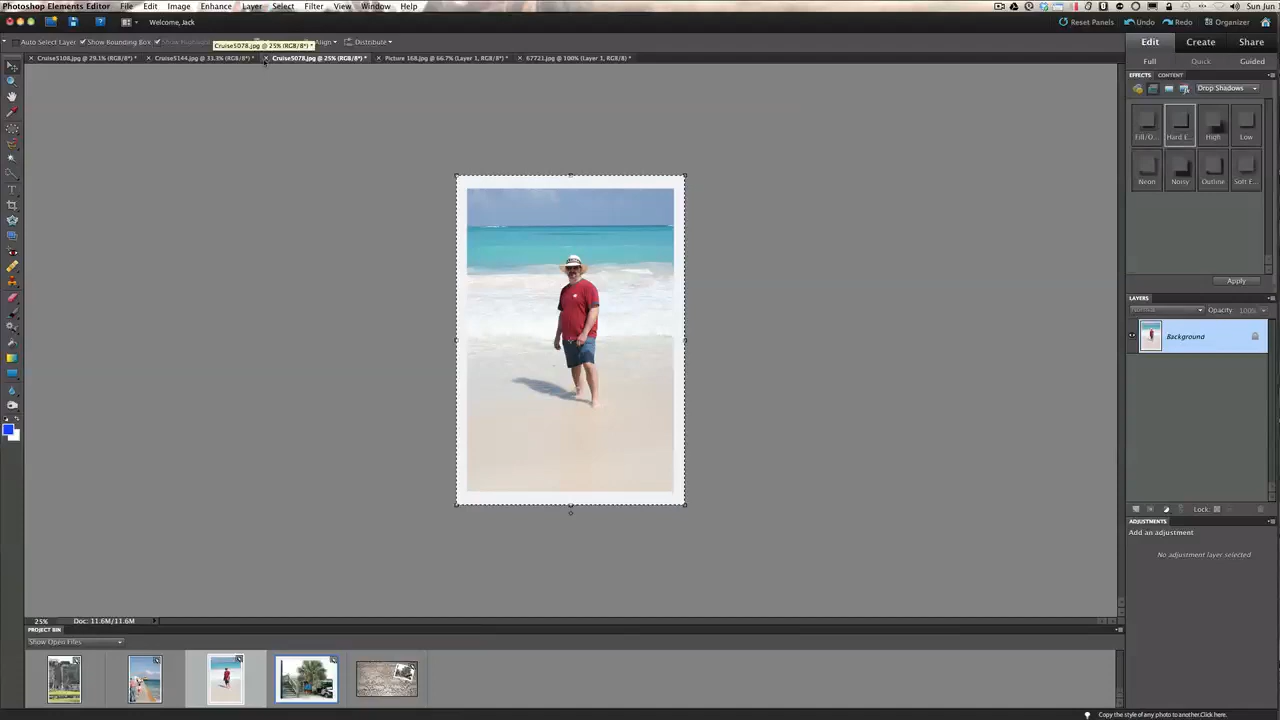 Photoshop Elements Editor File Edit Image Enhance Layer Select Filter View Window Help Sun Jun
Welcome, Jack Reset Panels Undo Redo Organizer
Auto Select Layer Show Bounding Box Distribute
Cruise5078.jpg @ 25% (RGB/8*) *
Edit Create Share
Cruise5108.jpg @ 29.1% (RGB/8*) * Cruise5144.jpg @ 33.3% (RGB/8*) * Cruise5078.jpg @ 25% (RGB/8*) * Picture 168.jpg @ 66.7% (Layer 1, RGB/8*) * 67721.jpg @ 100% (Layer 1, RGB/8*) *
Full Quick Guided
EFFECTS CONTENT
Drop Shadows
Fill/O... Hard E... High Low
Neon Noisy Outline Soft E...
Apply
LAYERS
Normal Opacity: 100%
Background
Lock:
ADJUSTMENTS
Add an adjustment
No adjustment layer selected
25% Doc: 11.6M/11.6M
PROJECT BIN
Show Open Files
Copy the style of any photo to another.Click here.